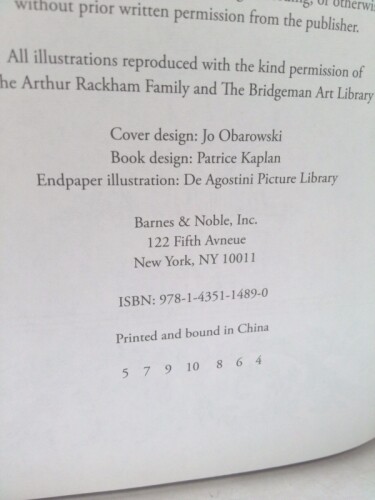 or otherwi
without prior written permission from the publisher.
All illustrations reproduced with the kind permission of
he Arthur Rackham Family and The Bridgeman Art Library
Cover design: Jo Obarowski
Book design: Patrice Kaplan
Endpaper illustration: De Agostini Picture Library
Barnes & Noble, Inc.
122 Fifth Avneue
New York, NY 10011
ISBN: 978-1-4351-1489-0
Printed and bound in China
5 7 9 10 8 6 4